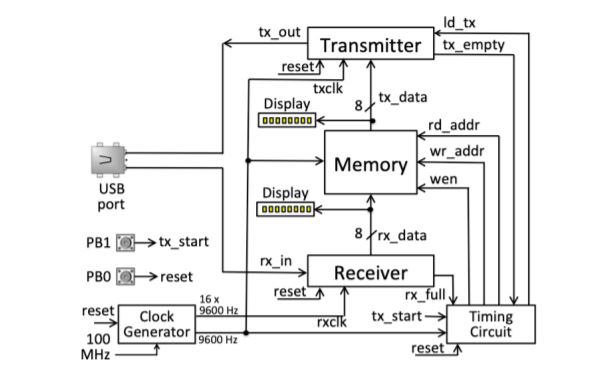 tx_out
Transmitter
ld_tx
tx_empty
reset
txclk
Display
8
tx_data
rd_addr
wr_addr
wen
Memory
USB
port
Display
8
rx_data
PB1
tx_start
PB0
reset
rx_in
Receiver
reset
rxclk
rx_full
reset
100
MHz
Clock
Generator
16 x
9600 Hz
9600 Hz
tx_start
Timing
Circuit
reset